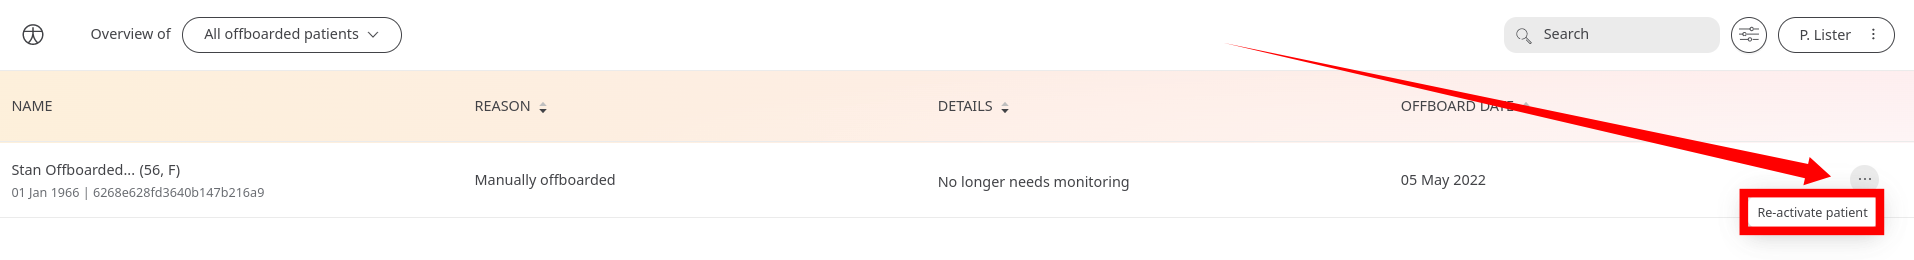 Overview of All offboarded patients Search P. Lister
NAME REASON DETAILS OFFBOARD DATE
Stan Offboarded... (56, F) Manually offboarded No longer needs monitoring 05 May 2022
01 Jan 1966 | 6268e628fd3640b147b216a9
Re-activate patient